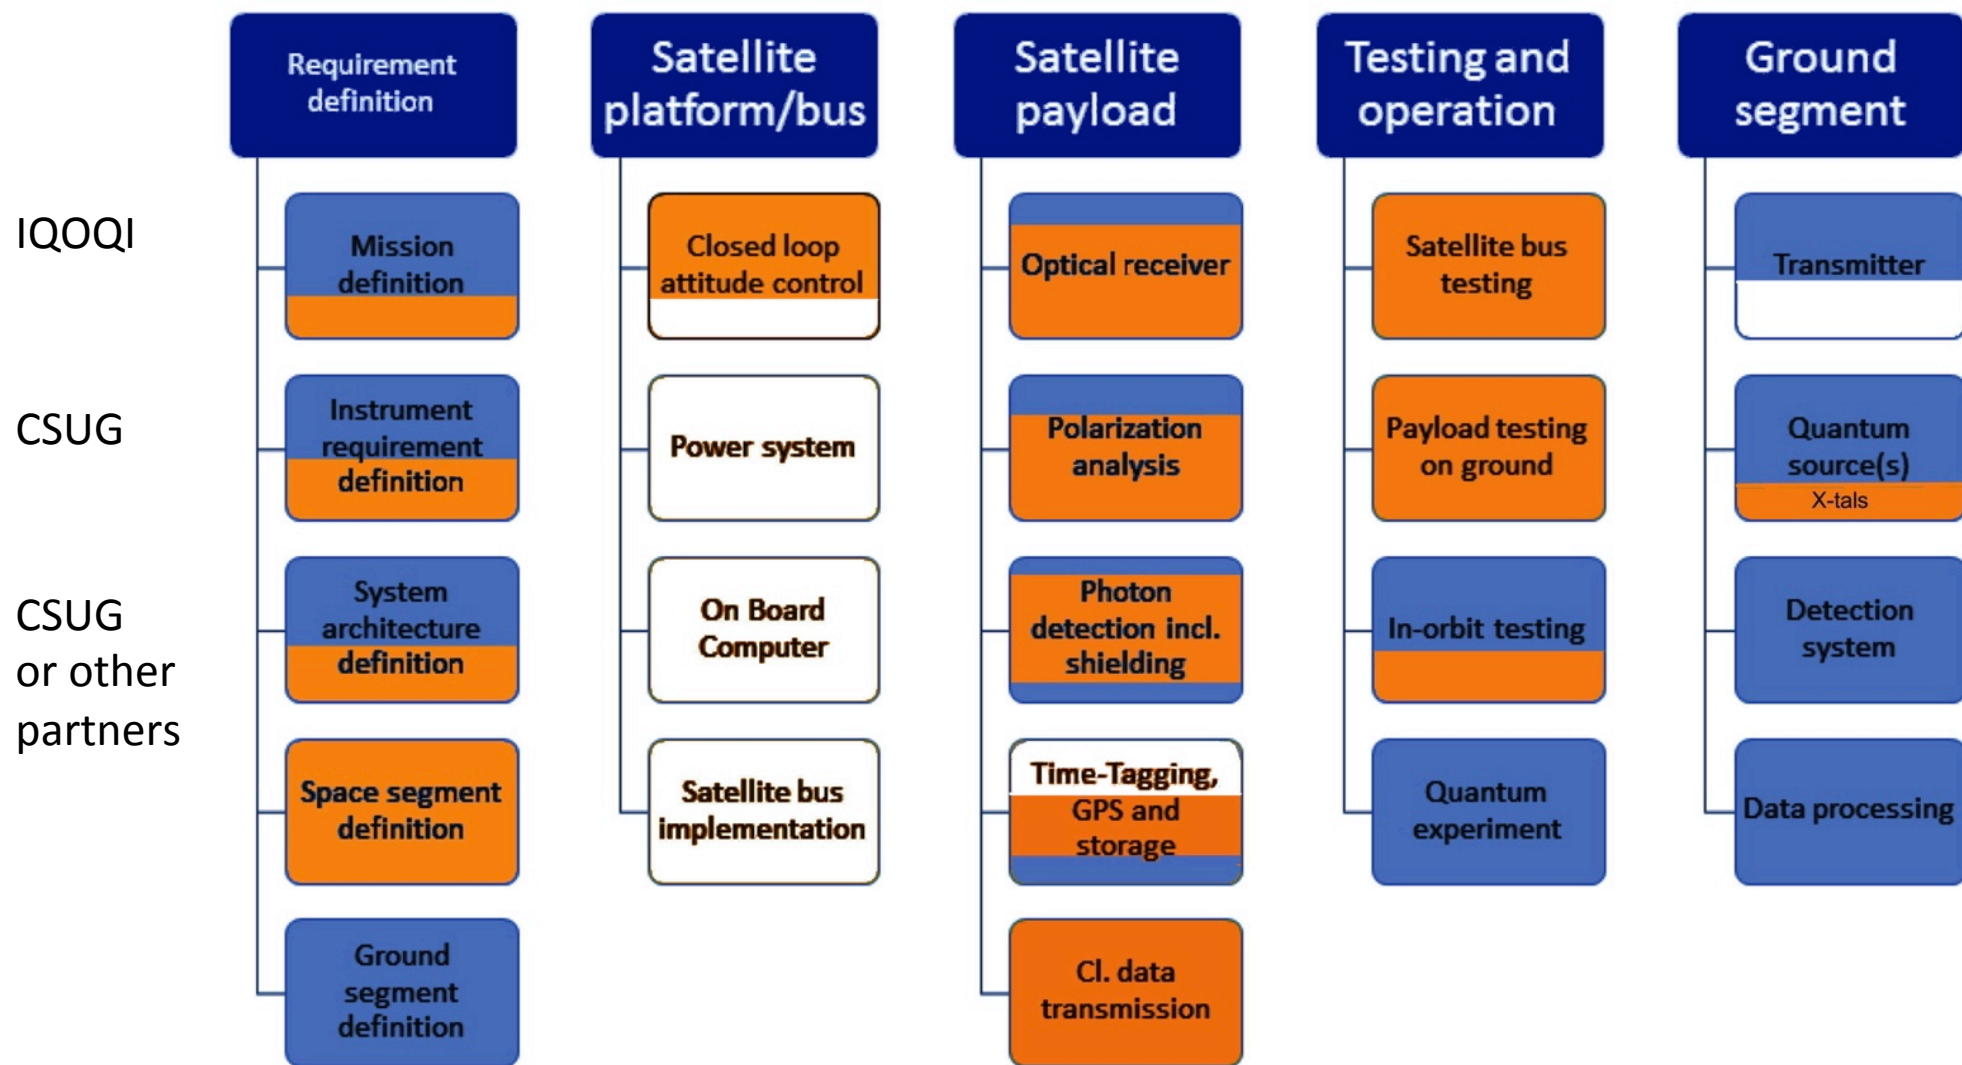 IQOQI
CSUG
CSUG
or other
partners
Requirement
definition
Mission
definition
Instrument
requirement
definition
System
architecture
definition
Space segment
definition
Ground
segment
definition
Satellite
platform/bus
Closed loop
attitude control
Power system
On Board
Computer
Satellite bus
implementation
Satellite
payload
Optical receiver
Polarization
analysis
Photon
detection incl.
shielding
Time-Tagging,
GPS and
storage
Cl. data
transmission
Testing and
operation
Satellite bus
testing
Payload testing
on ground
In-orbit testing
Quantum
experiment
Ground
segment
Transmitter
Quantum
source(s)
X-tals
Detection
system
Data processing